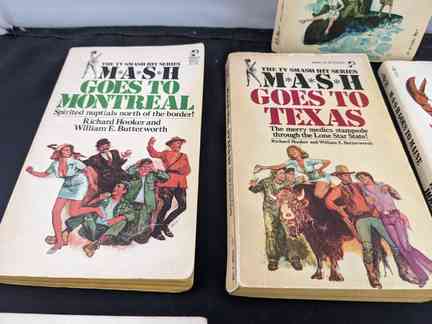 THE TV SMASH HIT SERIES
M*A*S*H
GOES TO
MONTREAL
Spirited nuptials north of the border!
Richard Hooker and
William E. Butterworth
THE TV SMASH HIT SERIES
M*A*S*H
GOES TO
TEXAS
The merry medics stampede
through the Lone Star State!
Richard Hooker and William E. Butterworth